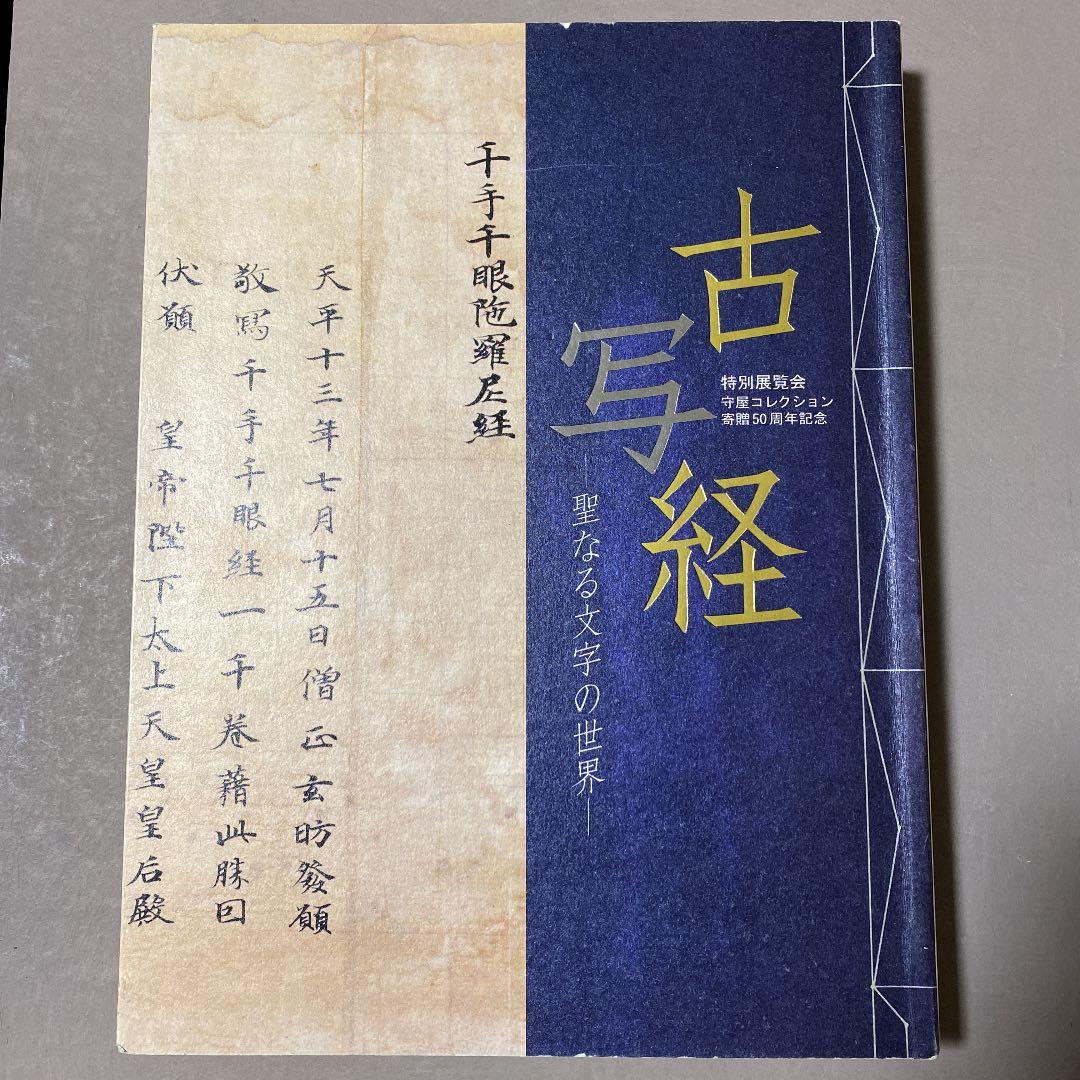 古写経
特別展覧会
守屋コレクション
寄贈50周年記念
―聖なる文字の世界―
千手千眼陀羅尼経
天平十三年七月十五日僧正玄昉發願
敬寫千手千眼経一千巻藉此勝因
伏願 皇帝陛下太上天皇皇后殿